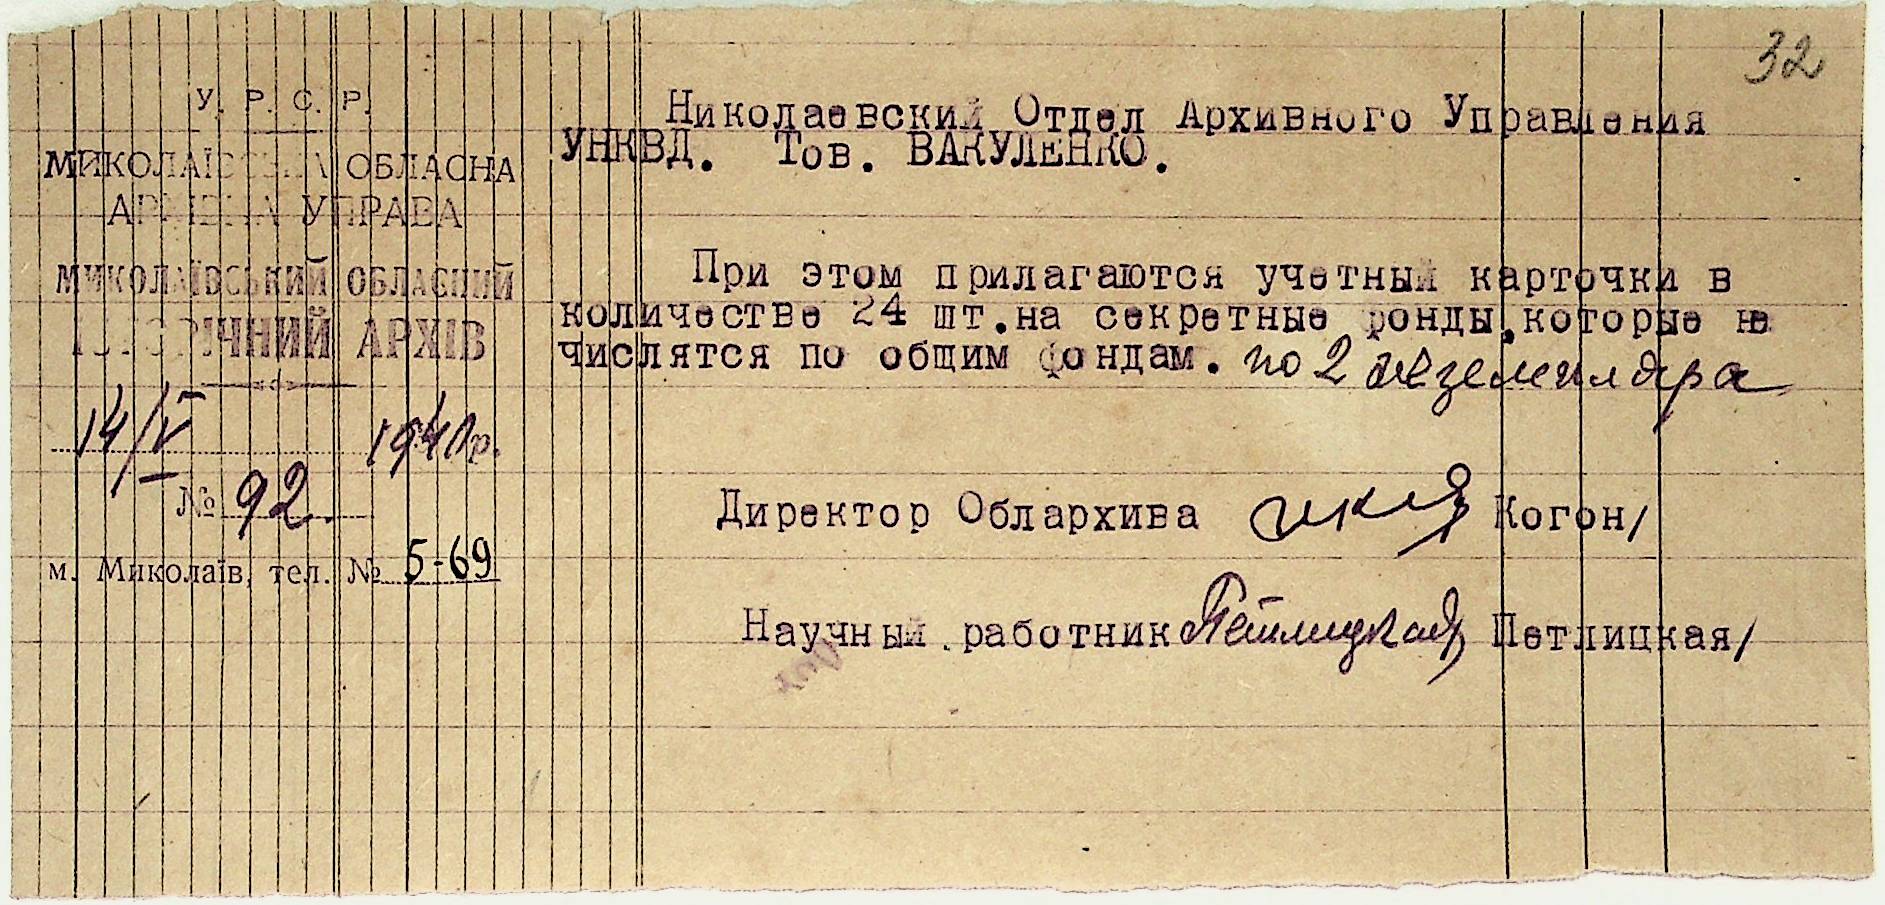 32
У. Р. С. Р.
МИКОЛАЇВСЬКА ОБЛАСНА
АРХІВНА УПРАВА
МИКОЛАЇВСЬКИЙ ОБЛАСНИЙ
ІСТОРИЧНИЙ АРХІВ
14/V 1941р.
№ 92.
м. Миколаїв, тел. № 5-69
Николаевский Отдел Архивного Управления
УНКВД. Тов. ВАКУЛЕНКО.
При этом прилагаются учетный карточки в
количестве 24 шт.на секретные фонды,которые не
числятся по общим фондам. по 2 экземпляра
Директор Облархива Когон/
Научный работник Петлицкая Петлицкая/